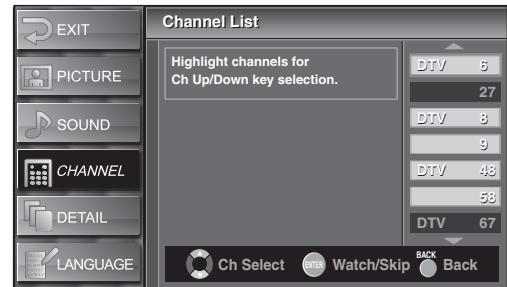 EXIT
PICTURE
SOUND
CHANNEL
DETAIL
LANGUAGE
Channel List
Highlight channels for
Ch Up/Down key selection.
DTV 6
27
DTV 8
9
DTV 48
58
DTV 67
Ch Select ENTER Watch/Skip BACK Back